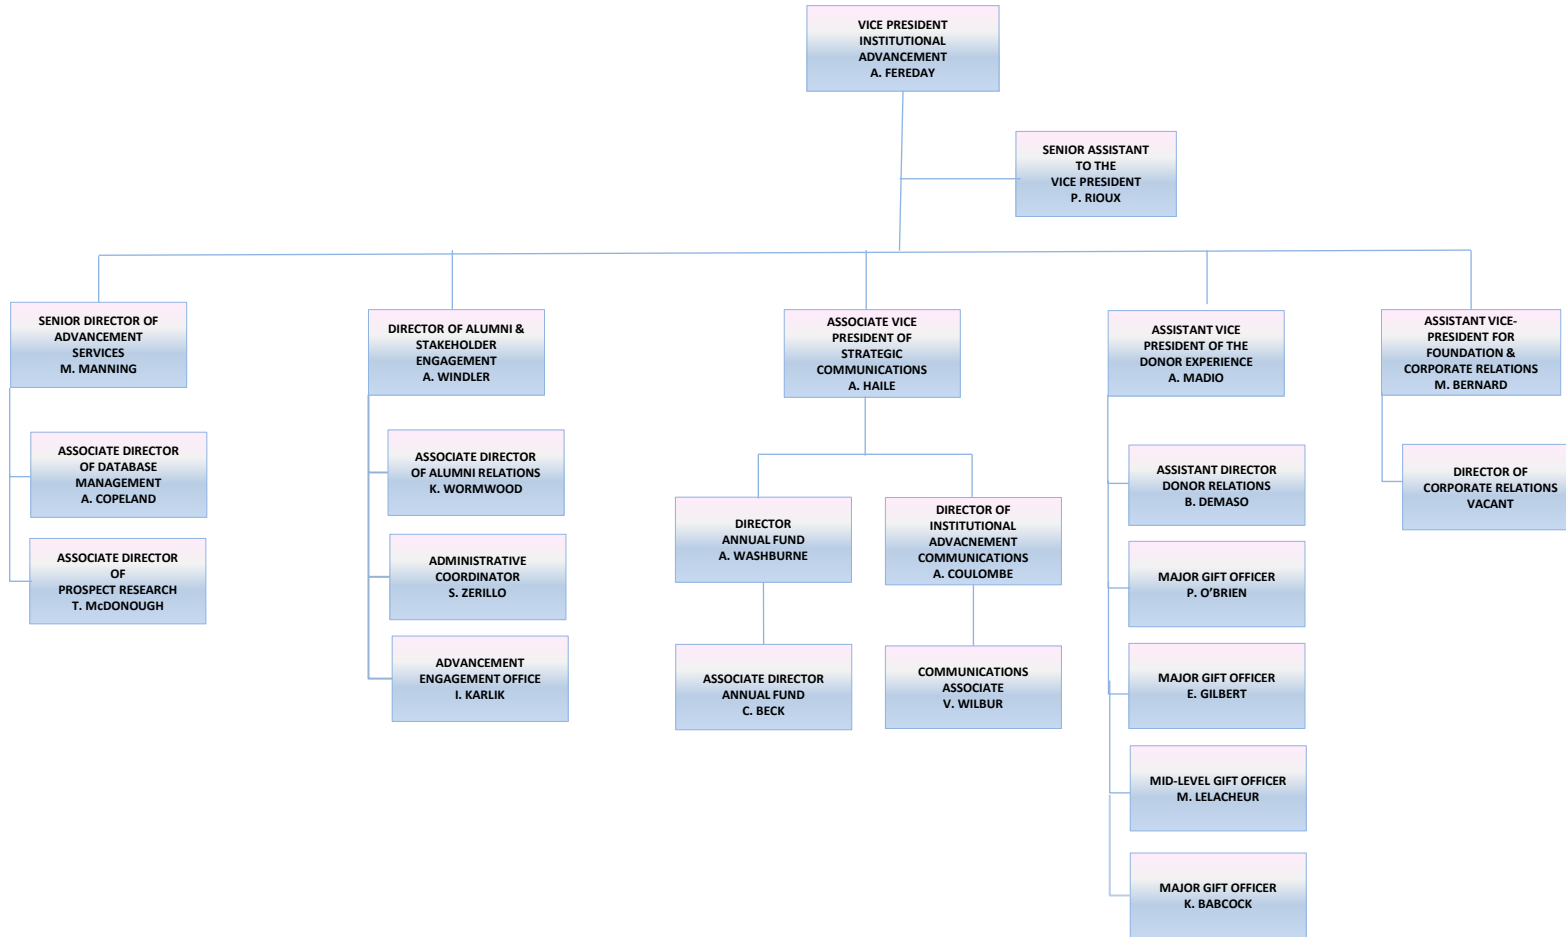 VICE PRESIDENT
INSTITUTIONAL
ADVANCEMENT
A. FEREDAY
SENIOR ASSISTANT
TO THE
VICE PRESIDENT
P. RIOUX
SENIOR DIRECTOR OF
ADVANCEMENT
SERVICES
M. MANNING
DIRECTOR OF ALUMNI &
STAKEHOLDER
ENGAGEMENT
A. WINDLER
ASSOCIATE VICE
PRESIDENT OF
STRATEGIC
COMMUNICATIONS
A. HAILE
ASSISTANT VICE
PRESIDENT OF THE
DONOR EXPERIENCE
A. MADIO
ASSISTANT VICE-
PRESIDENT FOR
FOUNDATION &
CORPORATE RELATIONS
M. BERNARD
ASSOCIATE DIRECTOR
OF DATABASE
MANAGEMENT
A. COPELAND
ASSOCIATE DIRECTOR
OF
PROSPECT RESEARCH
T. McDONOUGH
ASSOCIATE DIRECTOR
OF ALUMNI RELATIONS
K. WORMWOOD
ADMINISTRATIVE
COORDINATOR
S. ZERILLO
ADVANCEMENT
ENGAGEMENT OFFICE
I. KARLIK
DIRECTOR
ANNUAL FUND
A. WASHBURNE
ASSOCIATE DIRECTOR
ANNUAL FUND
C. BECK
DIRECTOR OF
INSTITUTIONAL
ADVACNEMENT
COMMUNICATIONS
A. COULOMBE
COMMUNICATIONS
ASSOCIATE
V. WILBUR
ASSISTANT DIRECTOR
DONOR RELATIONS
B. DEMASO
MAJOR GIFT OFFICER
P. O’BRIEN
MAJOR GIFT OFFICER
E. GILBERT
MID-LEVEL GIFT OFFICER
M. LELACHEUR
MAJOR GIFT OFFICER
K. BABCOCK
DIRECTOR OF
CORPORATE RELATIONS
VACANT